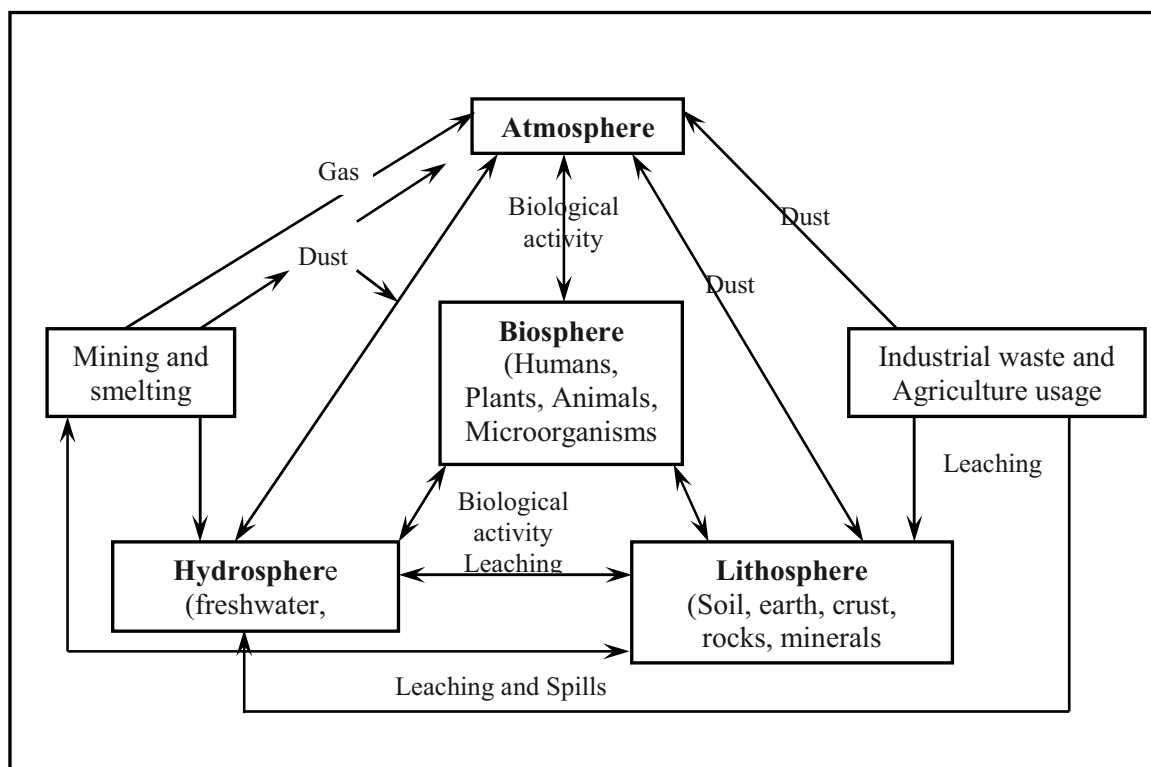 Atmosphere
Gas
Biological
activity
Dust
Dust
Dust
Mining and
smelting
Biosphere
(Humans,
Plants, Animals,
Microorganisms
Industrial waste and
Agriculture usage
Leaching
Biological
activity
Leaching
Hydrosphere
(freshwater,
Lithosphere
(Soil, earth, crust,
rocks, minerals
Leaching and Spills